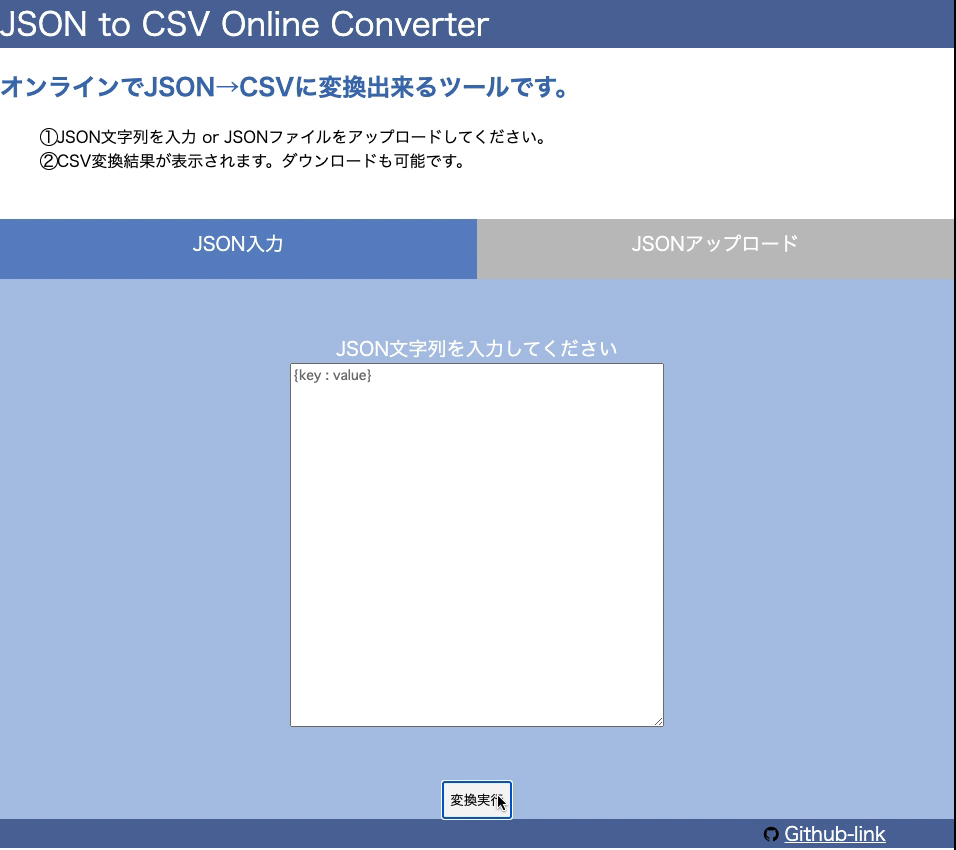 JSON to CSV Online Converter
オンラインでJSON→CSVに変換出来るツールです。
①JSON文字列を入力 or JSONファイルをアップロードしてください。
②CSV変換結果が表示されます。ダウンロードも可能です。
JSON入力
JSONアップロード
JSON文字列を入力してください
{key : value}
変換実行
Github-link